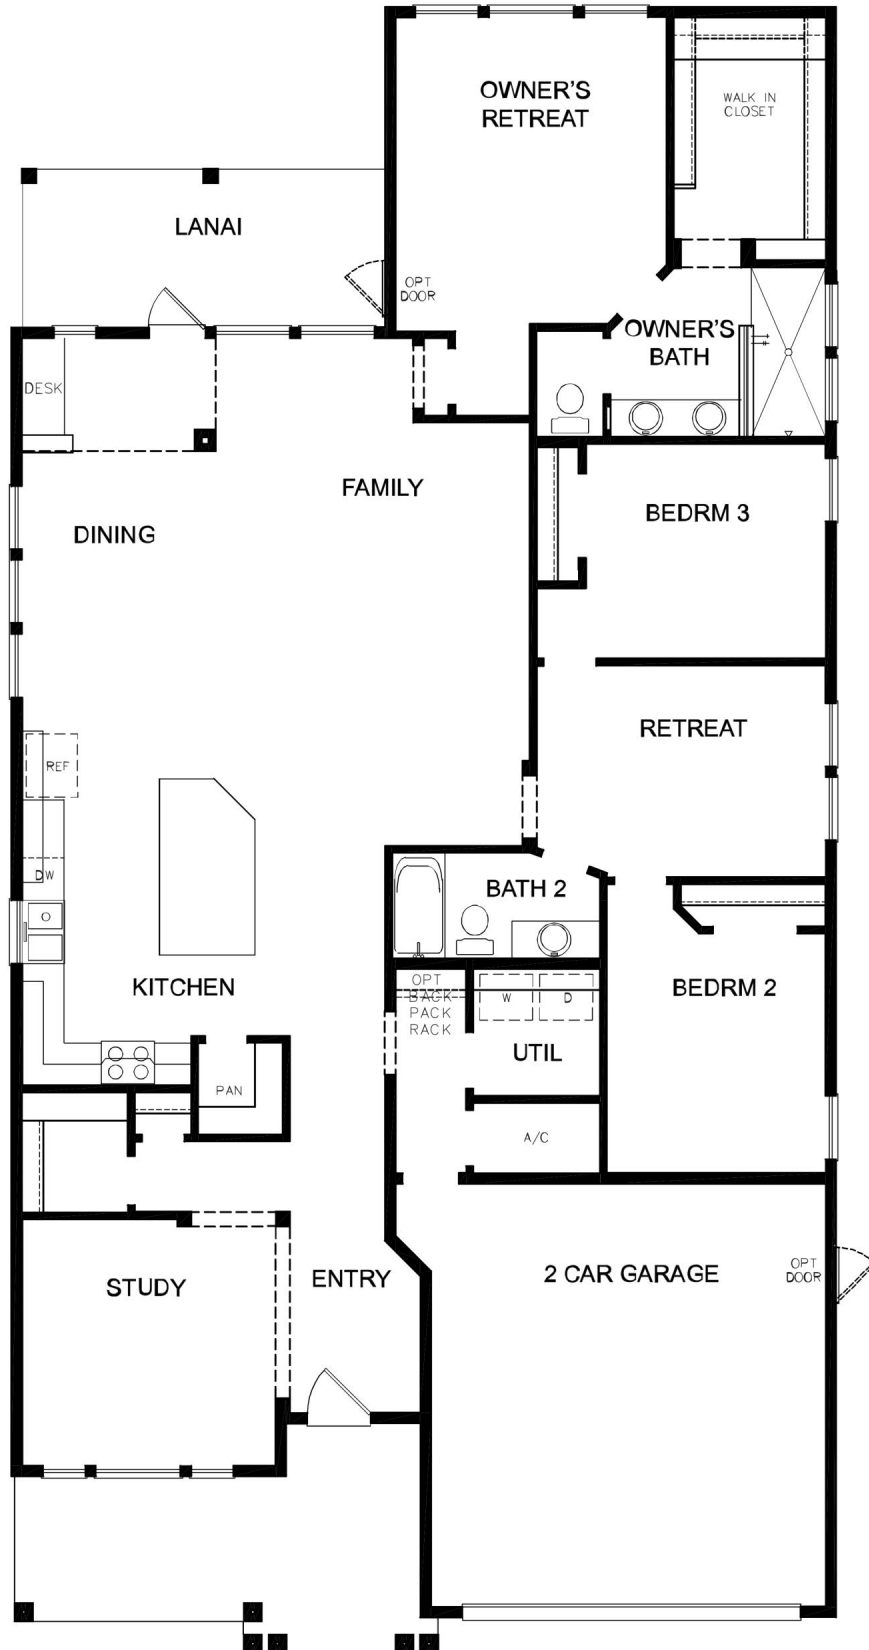 OWNER'S
RETREAT
WALK IN
CLOSET
LANAI
OPT
DOOR
OWNER'S
BATH
DESK
FAMILY
BEDRM 3
DINING
RETREAT
REF
DW
BATH 2
KITCHEN
OPT
BACK
PACK
RACK
W
D
BEDRM 2
UTIL
PAN
A/C
STUDY
ENTRY
2 CAR GARAGE
OPT
DOOR